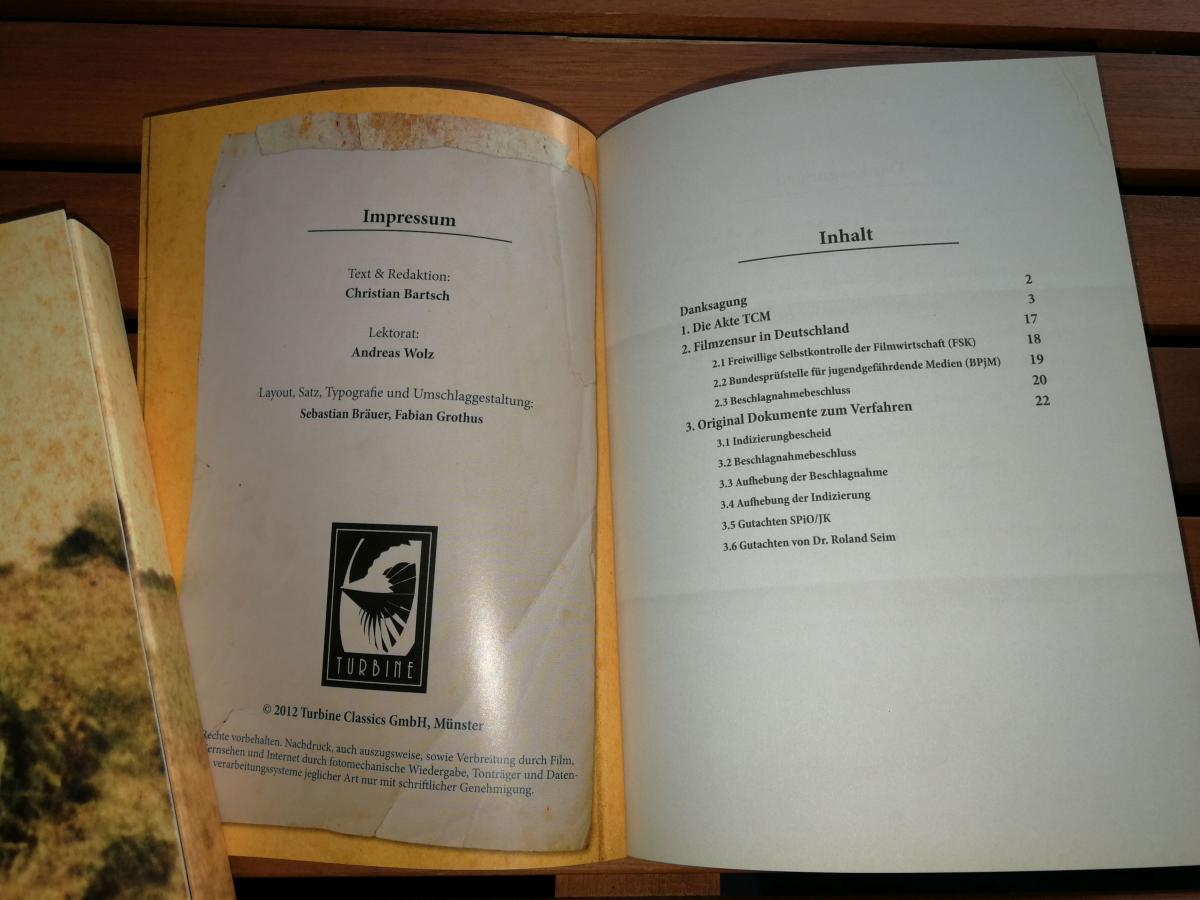 Impressum
Text & Redaktion:
Christian Bartsch
Lektorat:
Andreas Wolz
Layout, Satz, Typografie und Umschlaggestaltung:
Sebastian Bräuer, Fabian Grothus
TURBINE
© 2012 Turbine Classics GmbH, Münster
Rechte vorbehalten. Nachdruck, auch auszugsweise, sowie Verbreitung durch Film,
Fernsehen und Internet durch fotomechanische Wiedergabe, Tonträger und Daten-
verarbeitungssysteme jeglicher Art nur mit schriftlicher Genehmigung.
Inhalt
Danksagung 2
1. Die Akte TCM 3
2. Filmzensur in Deutschland 17
2.1 Freiwillige Selbstkontrolle der Filmwirtschaft (FSK) 18
2.2 Bundesprüfstelle für jugendgefährdende Medien (BPjM) 19
2.3 Beschlagnahmebeschluss 20
3. Original Dokumente zum Verfahren 22
3.1 Indizierungbescheid
3.2 Beschlagnahmebeschluss
3.3 Aufhebung der Beschlagnahme
3.4 Aufhebung der Indizierung
3.5 Gutachten SPiO/JK
3.6 Gutachten von Dr. Roland Seim